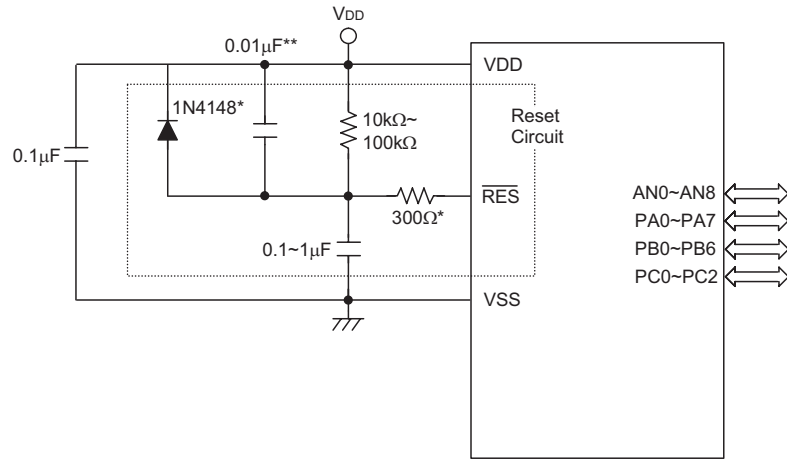 VDD
0.01μF**
VDD
1N4148*
10kΩ~
100kΩ
Reset
Circuit
0.1μF
AN0~AN8
RES
300Ω*
PA0~PA7
0.1~1μF
PB0~PB6
PC0~PC2
VSS